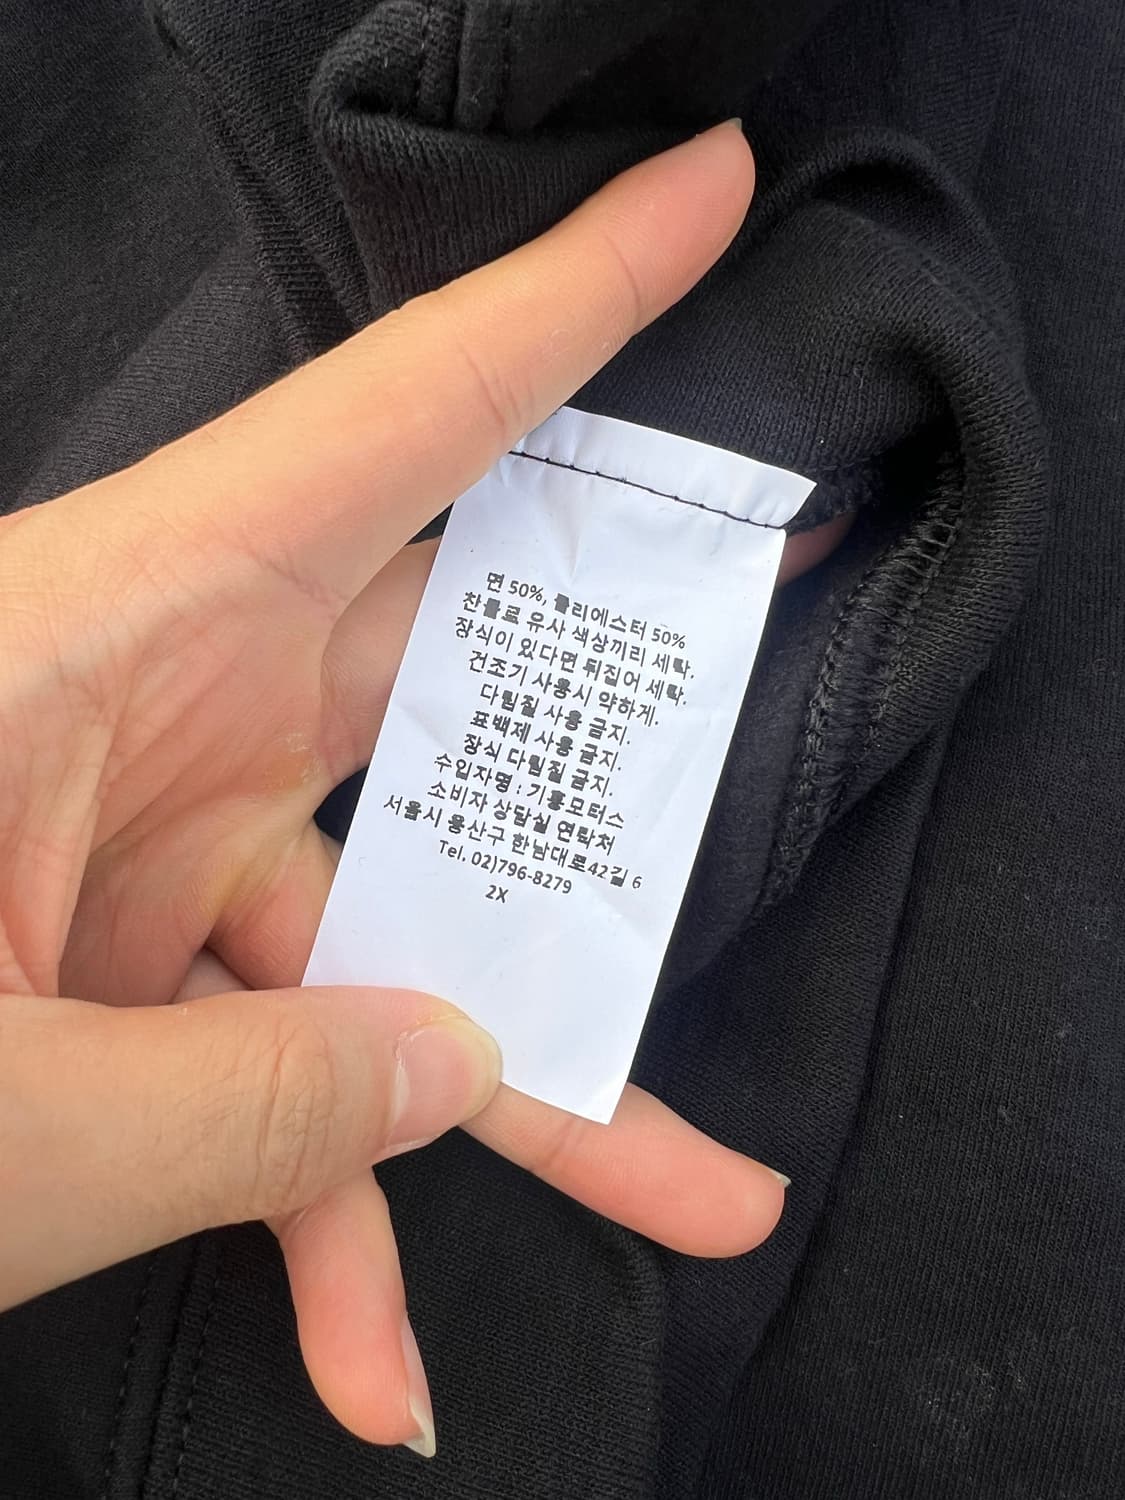 면 50%, 폴리에스터 50%
찬물로 유사 색상끼리 세탁.
장식이 있다면 뒤집어 세탁.
건조기 사용시 약하게.
다림질 사용 금지.
표백제 사용 금지.
장식 다림질 금지.
수입자명 : 기흥모터스
소비자 상담실 연락처
서울시 용산구 한남대로42길 6
Tel. 02)796-8279
2X